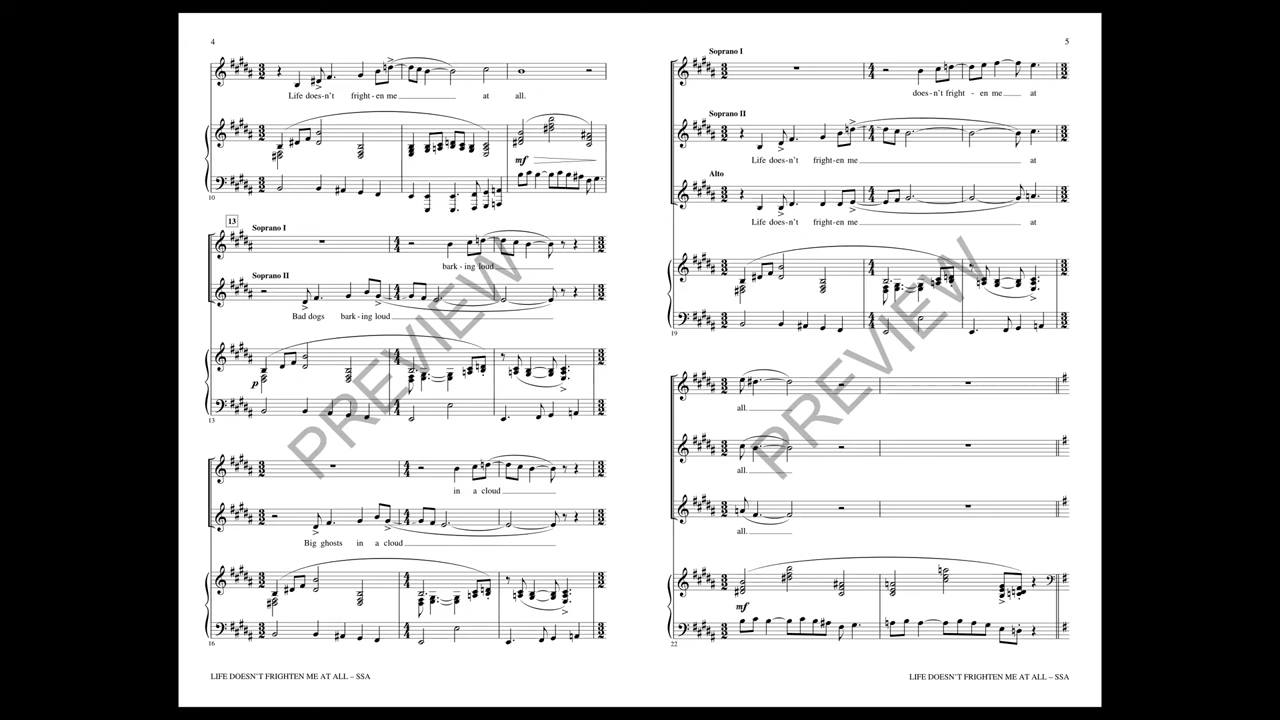 4
Life does-n't fright-en me at all.
mf
10
13
Soprano I
bark - ing loud
Soprano II
Bad dogs bark - ing loud
p
13
in a cloud
Big ghosts in a cloud
16
LIFE DOESN'T FRIGHTEN ME AT ALL – SSA
5
Soprano I
does-n't fright - en me at
Soprano II
Life does-n't fright-en me at
Alto
Life does-n't fright-en me at
19
all.
all.
all.
mf
22
LIFE DOESN'T FRIGHTEN ME AT ALL – SSA
PREVIEW
PREVIEW